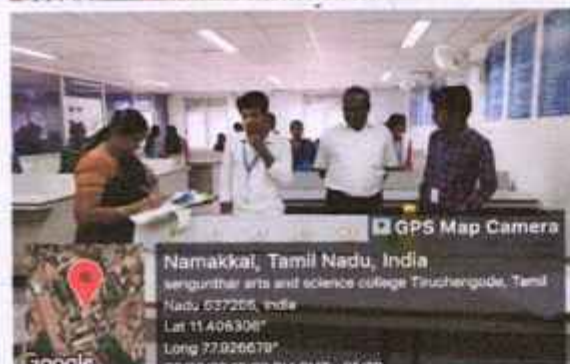 GPS Map Camera
Namakkal, Tamil Nadu, India
sengunthar arts and science college Tiruchengode, Tamil
Nadu 637205, India
Lat 11.406306°
Long 77.926679°
Google